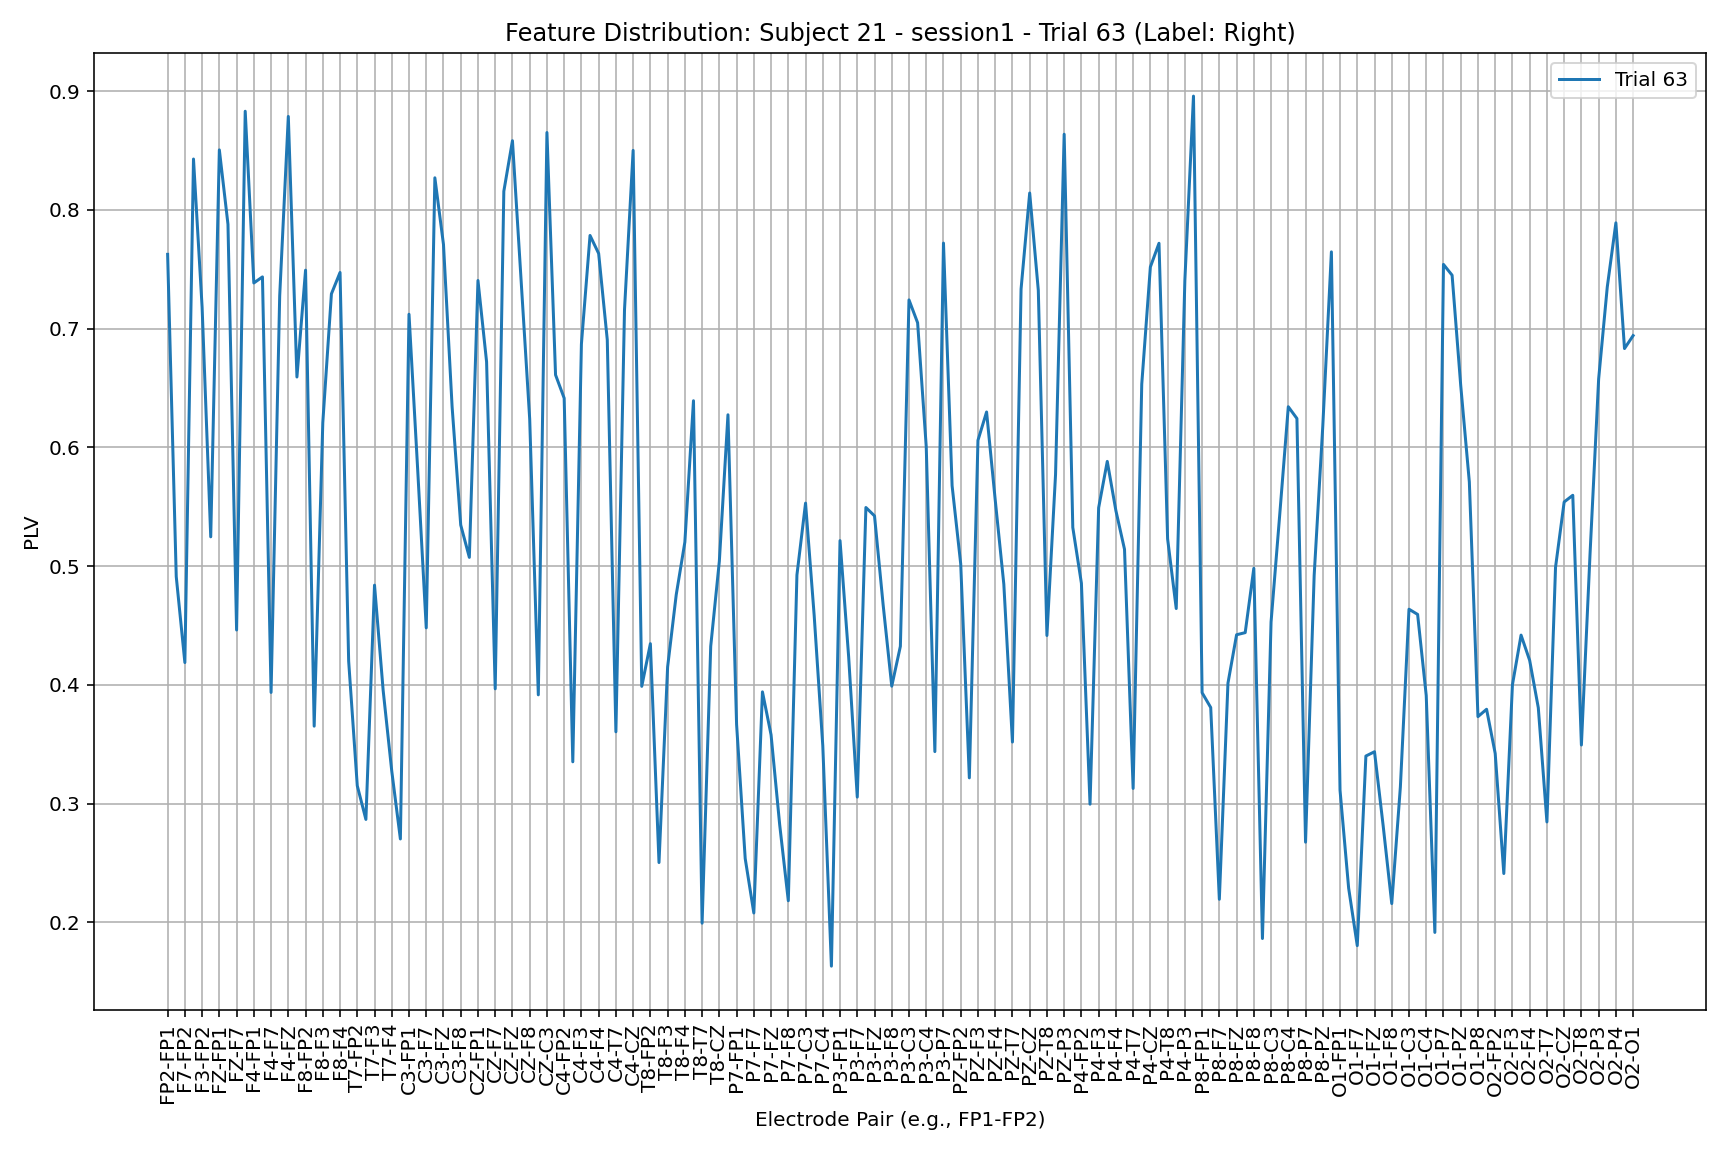 Feature Distribution: Subject 21 - session1 - Trial 63 (Label: Right)
Trial 63
0.9
0.8
0.7
0.6
0.5
0.4
0.3
0.2
PLV
FP2-FP1
F7-FP2
F3-FP2
FZ-FP1
FZ-F7
F4-FP1
F4-F7
F4-FZ
F8-FP2
F8-F3
F8-F4
T7-FP2
T7-F3
T7-F4
C3-FP1
C3-F7
C3-FZ
C3-F8
CZ-FP1
CZ-F7
CZ-FZ
CZ-F8
CZ-C3
C4-FP2
C4-F3
C4-F4
C4-T7
C4-CZ
T8-FP2
T8-F3
T8-F4
T8-T7
T8-CZ
P7-FP1
P7-F7
P7-FZ
P7-F8
P7-C3
P7-C4
P3-FP1
P3-F7
P3-FZ
P3-F8
P3-C3
P3-C4
P3-P7
PZ-FP2
PZ-F3
PZ-F4
PZ-T7
PZ-CZ
PZ-T8
PZ-P3
P4-FP2
P4-F3
P4-F4
P4-T7
P4-CZ
P4-T8
P4-P3
P8-FP1
P8-F7
P8-FZ
P8-F8
P8-C3
P8-C4
P8-P7
P8-PZ
O1-FP1
O1-F7
O1-FZ
O1-F8
O1-C3
O1-C4
O1-P7
O1-PZ
O1-P8
O2-FP2
O2-F3
O2-F4
O2-T7
O2-CZ
O2-T8
O2-P3
O2-P4
O2-O1
Electrode Pair (e.g., FP1-FP2)